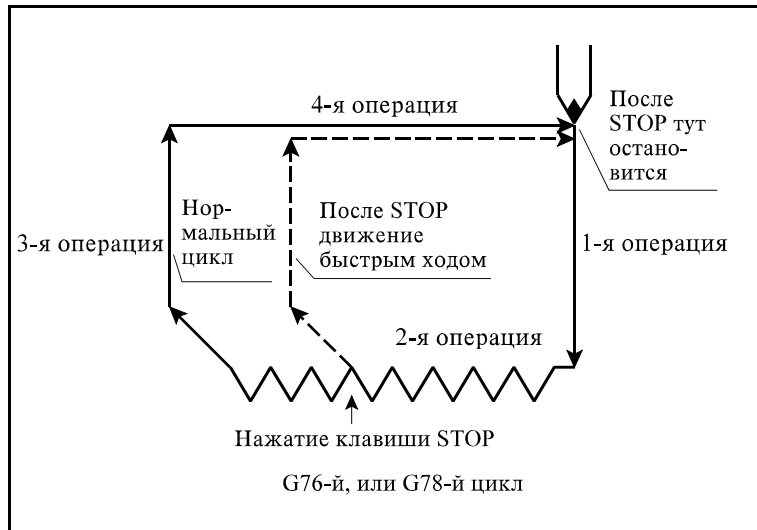 4-я операция
После
STOP тут
остано-
вится
Нор-
мальный
цикл
После STOP
движение
быстрым ходом
3-я операция
1-я операция
2-я операция
Нажатие клавиши STOP
G76-й, или G78-й цикл